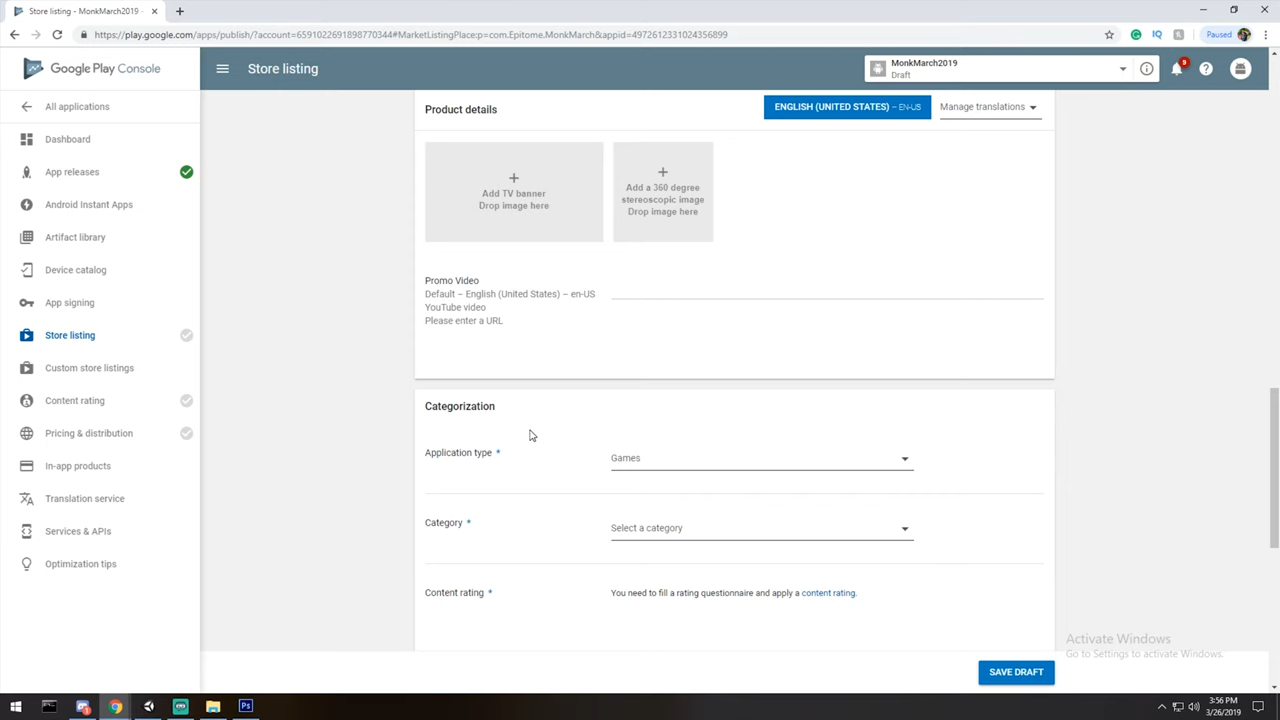 Store listing - MonkMarch2019 -
https://play.google.com/apps/publish/?account=6591022691898770344#MarketListingPlace:p=com.Epitome.MonkMarch&appid=4972612331024356899
Paused
Google Play Console
Store listing
MonkMarch2019
Draft
9
All applications
Dashboard
App releases
Android Instant Apps
Artifact library
Device catalog
App signing
Store listing
Custom store listings
Content rating
Pricing & distribution
In-app products
Translation service
Services & APIs
Optimization tips
Product details
ENGLISH (UNITED STATES) – EN-US
Manage translations
Add TV banner
Drop image here
Add a 360 degree
stereoscopic image
Drop image here
Promo Video
Default – English (United States) – en-US
YouTube video
Please enter a URL
Categorization
Application type *
Games
Category *
Select a category
Content rating *
You need to fill a rating questionnaire and apply a content rating.
Activate Windows
Go to Settings to activate Windows.
SAVE DRAFT
Ps
3:56 PM
3/26/2019